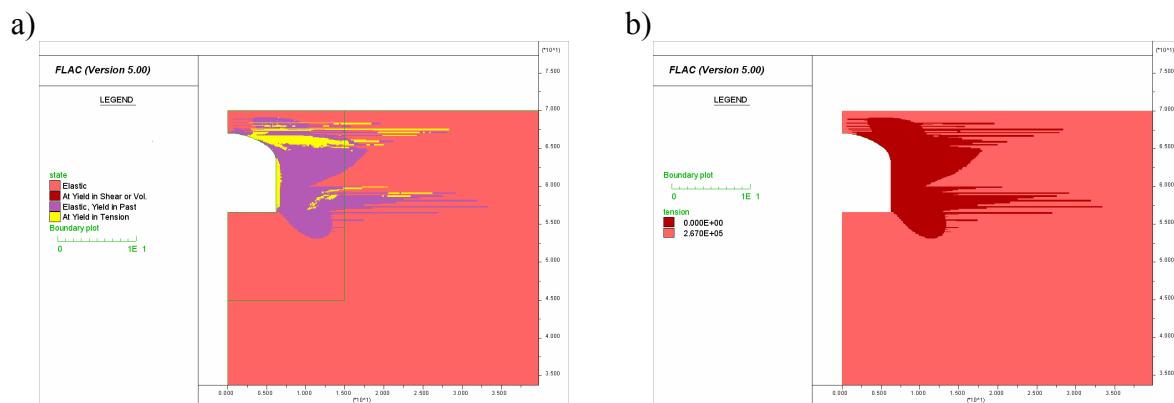 a)
FLAC (Version 5.00)
LEGEND
state
Elastic
At Yield in Shear or Vol.
Elastic, Yield in Past
At Yield in Tension
Boundary plot
0 1E 1
(*10^1)
7.500
7.000
6.500
6.000
5.500
5.000
4.500
4.000
3.500
0.000 0.500 1.000 1.500 2.000 2.500 3.000 3.500
(*10^1)
b)
FLAC (Version 5.00)
LEGEND
Boundary plot
0 1E 1
tension
0.000E+00
2.670E+05
(*10^1)
7.500
7.000
6.500
6.000
5.500
5.000
4.500
4.000
3.500
0.000 0.500 1.000 1.500 2.000 2.500 3.000 3.500
(*10^1)